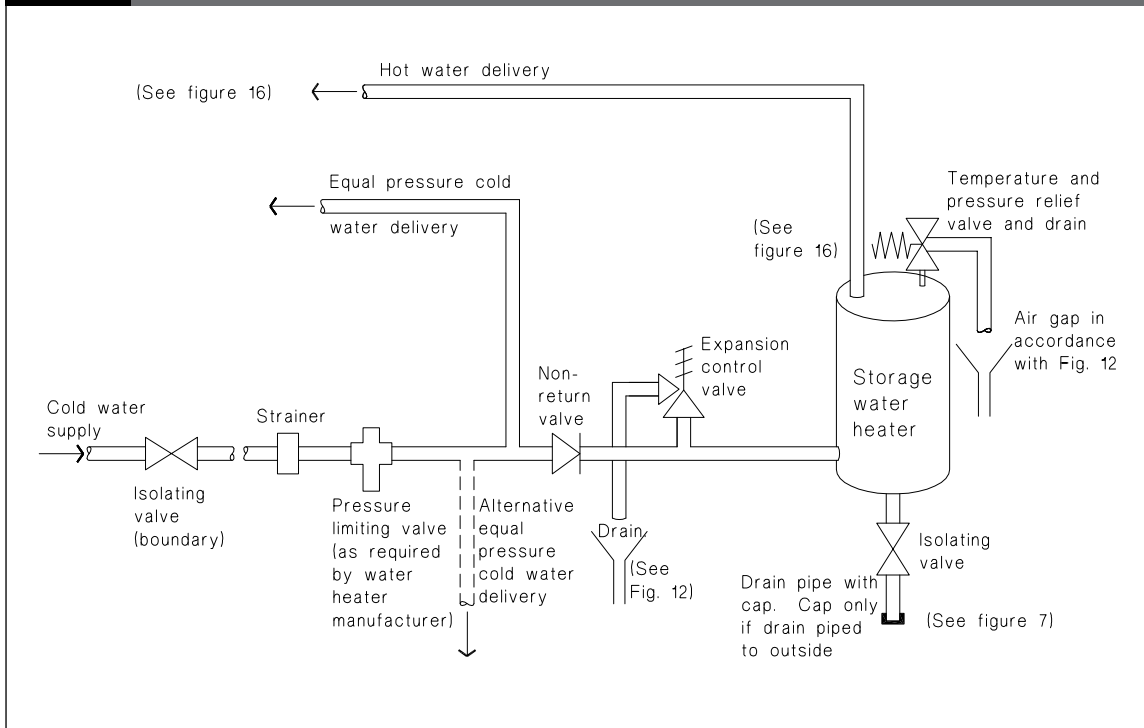 Hot water delivery
(See figure 16)
Equal pressure cold
water delivery
Temperature and
pressure relief
valve and drain
(See
figure 16)
Air gap in
accordance
with Fig. 12
Expansion
control
valve
Non-
return
valve
Storage
water
heater
Cold water
supply
Strainer
Isolating
valve
(boundary)
Pressure
limiting valve
(as required
by water
heater
manufacturer)
Alternative
equal
pressure
cold water
delivery
Drain
(See
Fig. 12)
Isolating
valve
Drain pipe with
cap. Cap only
if drain piped
to outside
(See figure 7)